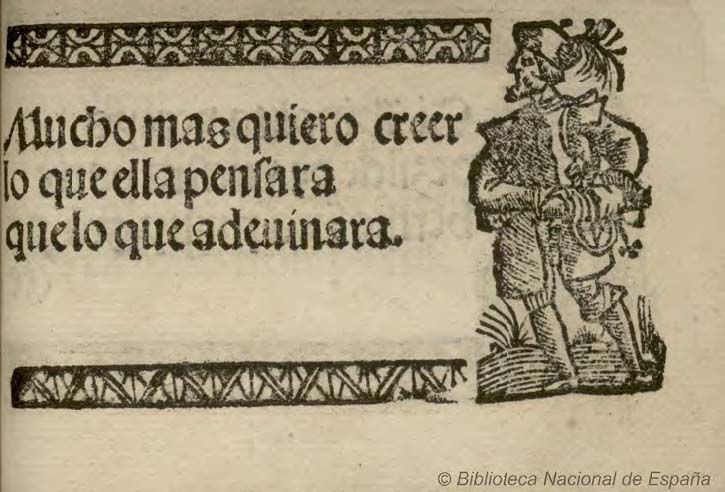 Mucho mas quiero creer
lo que ella pensara
que lo que adeuinara.
© Biblioteca Nacional de España